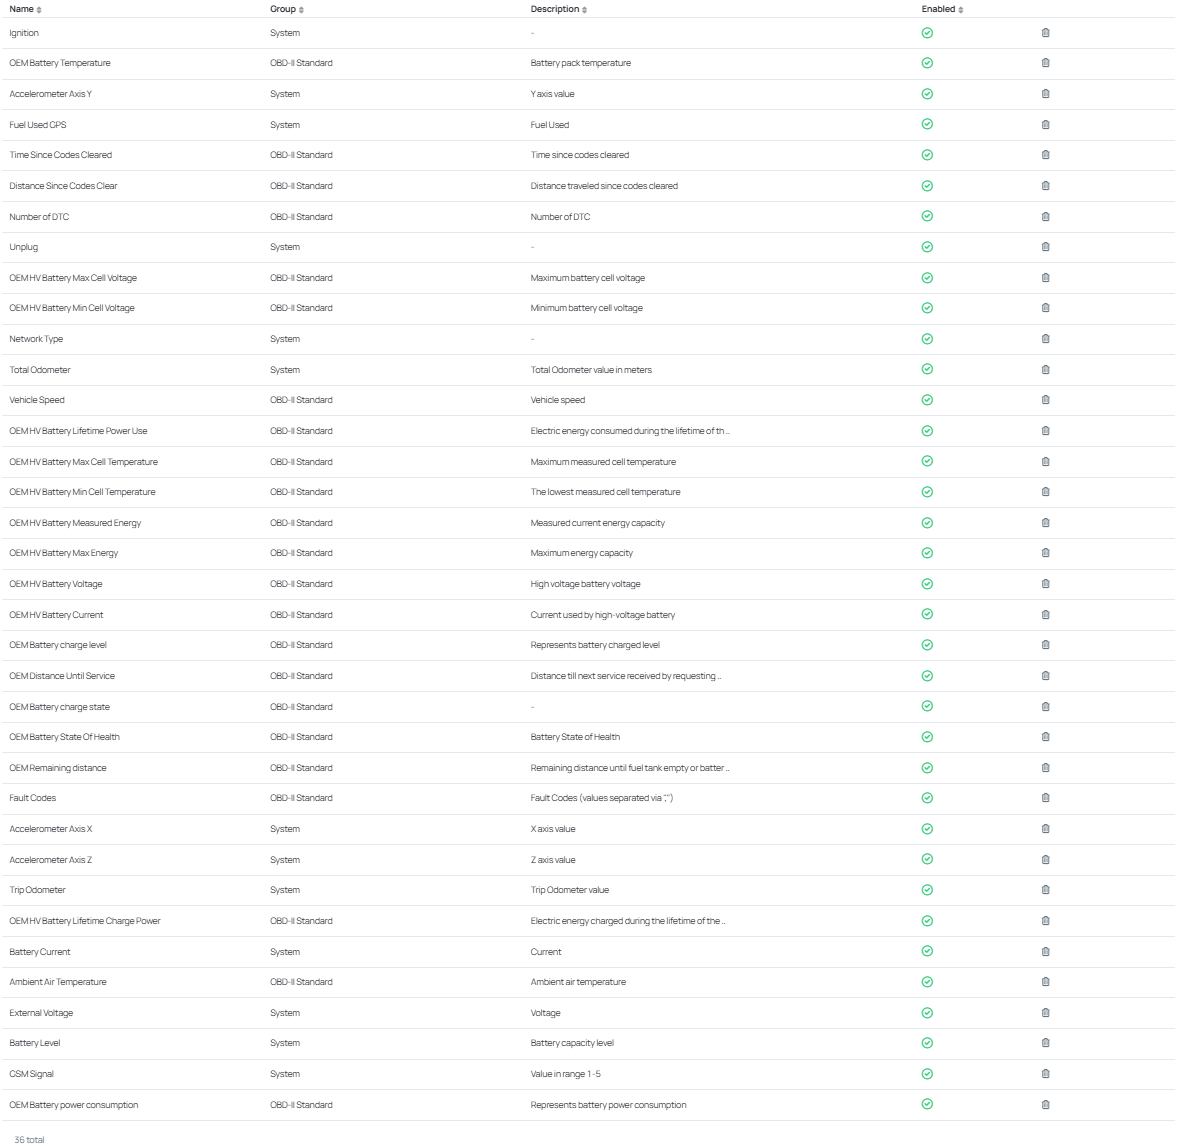 Name Group Description Enabled
Ignition System - 
OEM Battery Temperature OBD-II Standard Battery pack temperature
Accelerometer Axis Y System Y axis value
Fuel Used GPS System Fuel Used
Time Since Codes Cleared OBD-II Standard Time since codes cleared
Distance Since Codes Clear OBD-II Standard Distance traveled since codes cleared
Number of DTC OBD-II Standard Number of DTC
Unplug System -
OEM HV Battery Max Cell Voltage OBD-II Standard Maximum battery cell voltage
OEM HV Battery Min Cell Voltage OBD-II Standard Minimum battery cell voltage
Network Type System -
Total Odometer System Total Odometer value in meters
Vehicle Speed OBD-II Standard Vehicle speed
OEM HV Battery Lifetime Power Use OBD-II Standard Electric energy consumed during the lifetime of th...
OEM HV Battery Max Cell Temperature OBD-II Standard Maximum measured cell temperature
OEM HV Battery Min Cell Temperature OBD-II Standard The lowest measured cell temperature
OEM HV Battery Measured Energy OBD-II Standard Measured current energy capacity
OEM HV Battery Max Energy OBD-II Standard Maximum energy capacity
OEM HV Battery Voltage OBD-II Standard High voltage battery voltage
OEM HV Battery Current OBD-II Standard Current used by high-voltage battery
OEM Battery charge level OBD-II Standard Represents battery charged level
OEM Distance Until Service OBD-II Standard Distance till next service received by requesting ...
OEM Battery charge state OBD-II Standard -
OEM Battery State Of Health OBD-II Standard Battery State of Health
OEM Remaining distance OBD-II Standard Remaining distance until fuel tank empty or batter...
Fault Codes OBD-II Standard Fault Codes (values separated via ",")
Accelerometer Axis X System X axis value
Accelerometer Axis Z System Z axis value
Trip Odometer System Trip Odometer value
OEM HV Battery Lifetime Charge Power OBD-II Standard Electric energy charged during the lifetime of the ...
Battery Current System Current
Ambient Air Temperature OBD-II Standard Ambient air temperature
External Voltage System Voltage
Battery Level System Battery capacity level
GSM Signal System Value in range 1-5
OEM Battery power consumption OBD-II Standard Represents battery power consumption
36 total